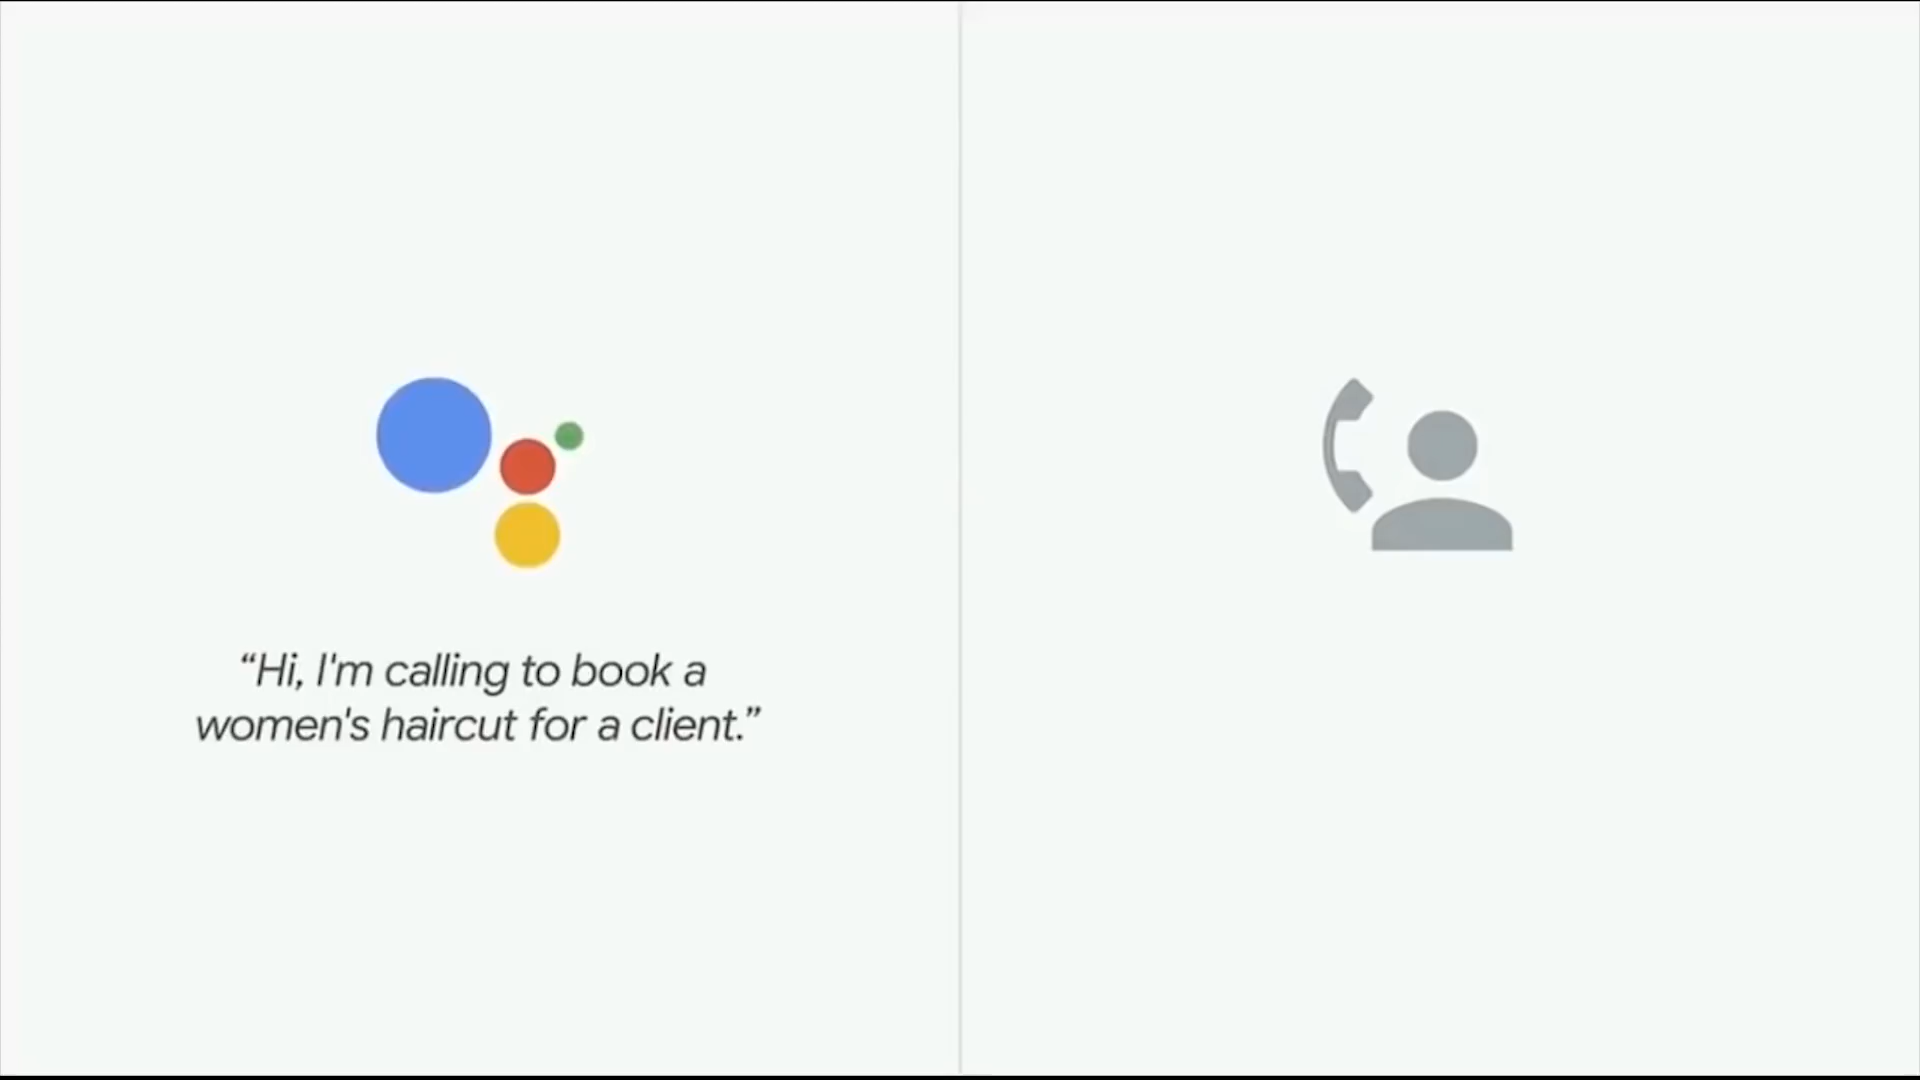 “Hi, I'm calling to book a
women's haircut for a client.”